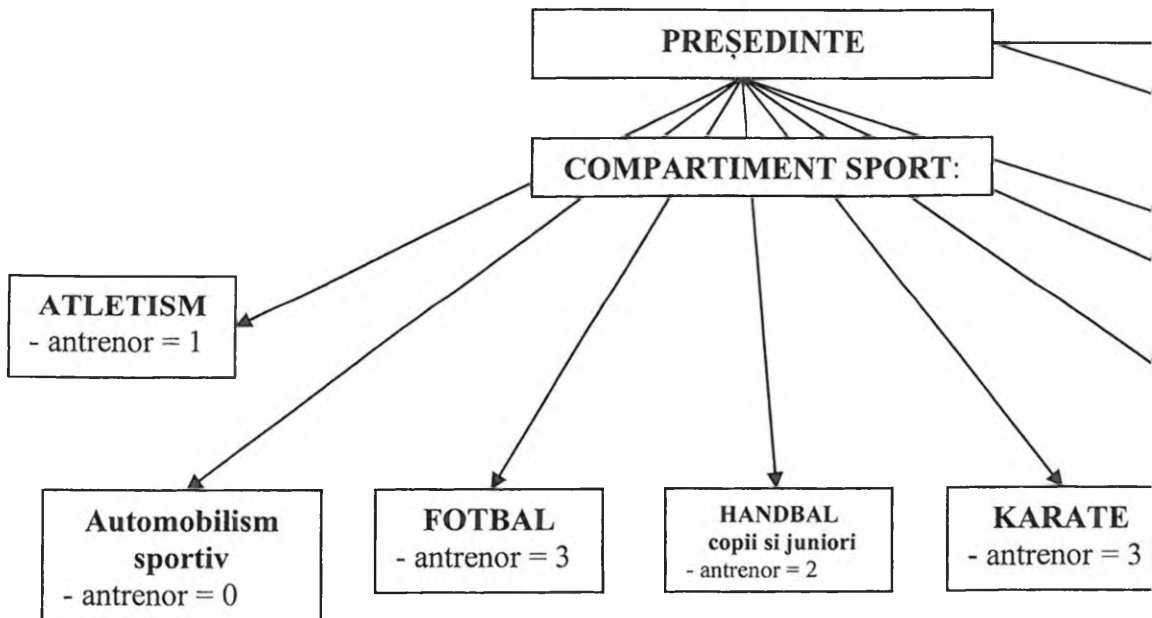 PREȘEDINTE
COMPARTIMENT SPORT:
ATLETISM
- antrenor = 1
Automobilism
sportiv
- antrenor = 0
FOTBAL
- antrenor = 3
HANDBAL
copii si juniori
- antrenor = 2
KARATE
- antrenor = 3